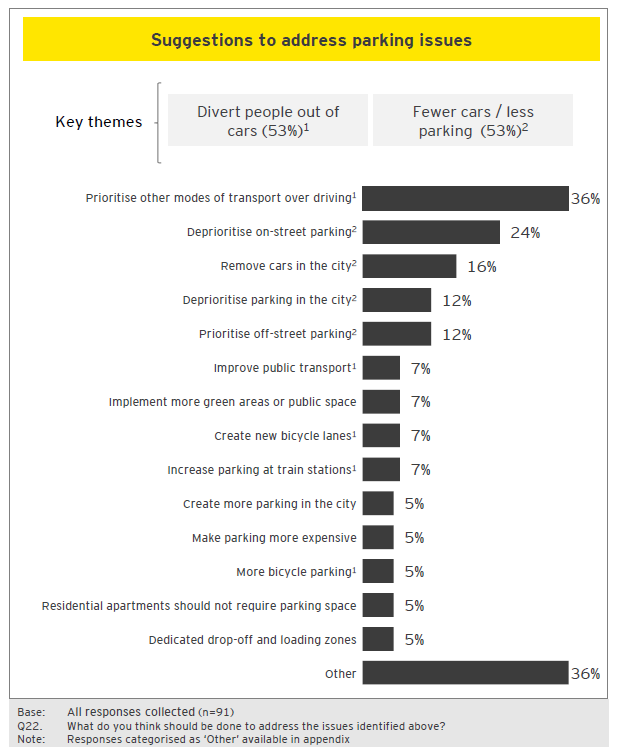 Suggestions to address parking issues
Key themes
Divert people out of
cars (53%)¹
Fewer cars / less
parking (53%)²
Prioritise other modes of transport over driving¹ 36%
Deprioritise on-street parking² 24%
Remove cars in the city² 16%
Deprioritise parking in the city² 12%
Prioritise off-street parking² 12%
Improve public transport¹ 7%
Implement more green areas or public space 7%
Create new bicycle lanes¹ 7%
Increase parking at train stations¹ 7%
Create more parking in the city 5%
Make parking more expensive 5%
More bicycle parking¹ 5%
Residential apartments should not require parking space 5%
Dedicated drop-off and loading zones 5%
Other 36%
Base: All responses collected (n=91)
Q22. What do you think should be done to address the issues identified above?
Note: Responses categorised as ‘Other’ available in appendix